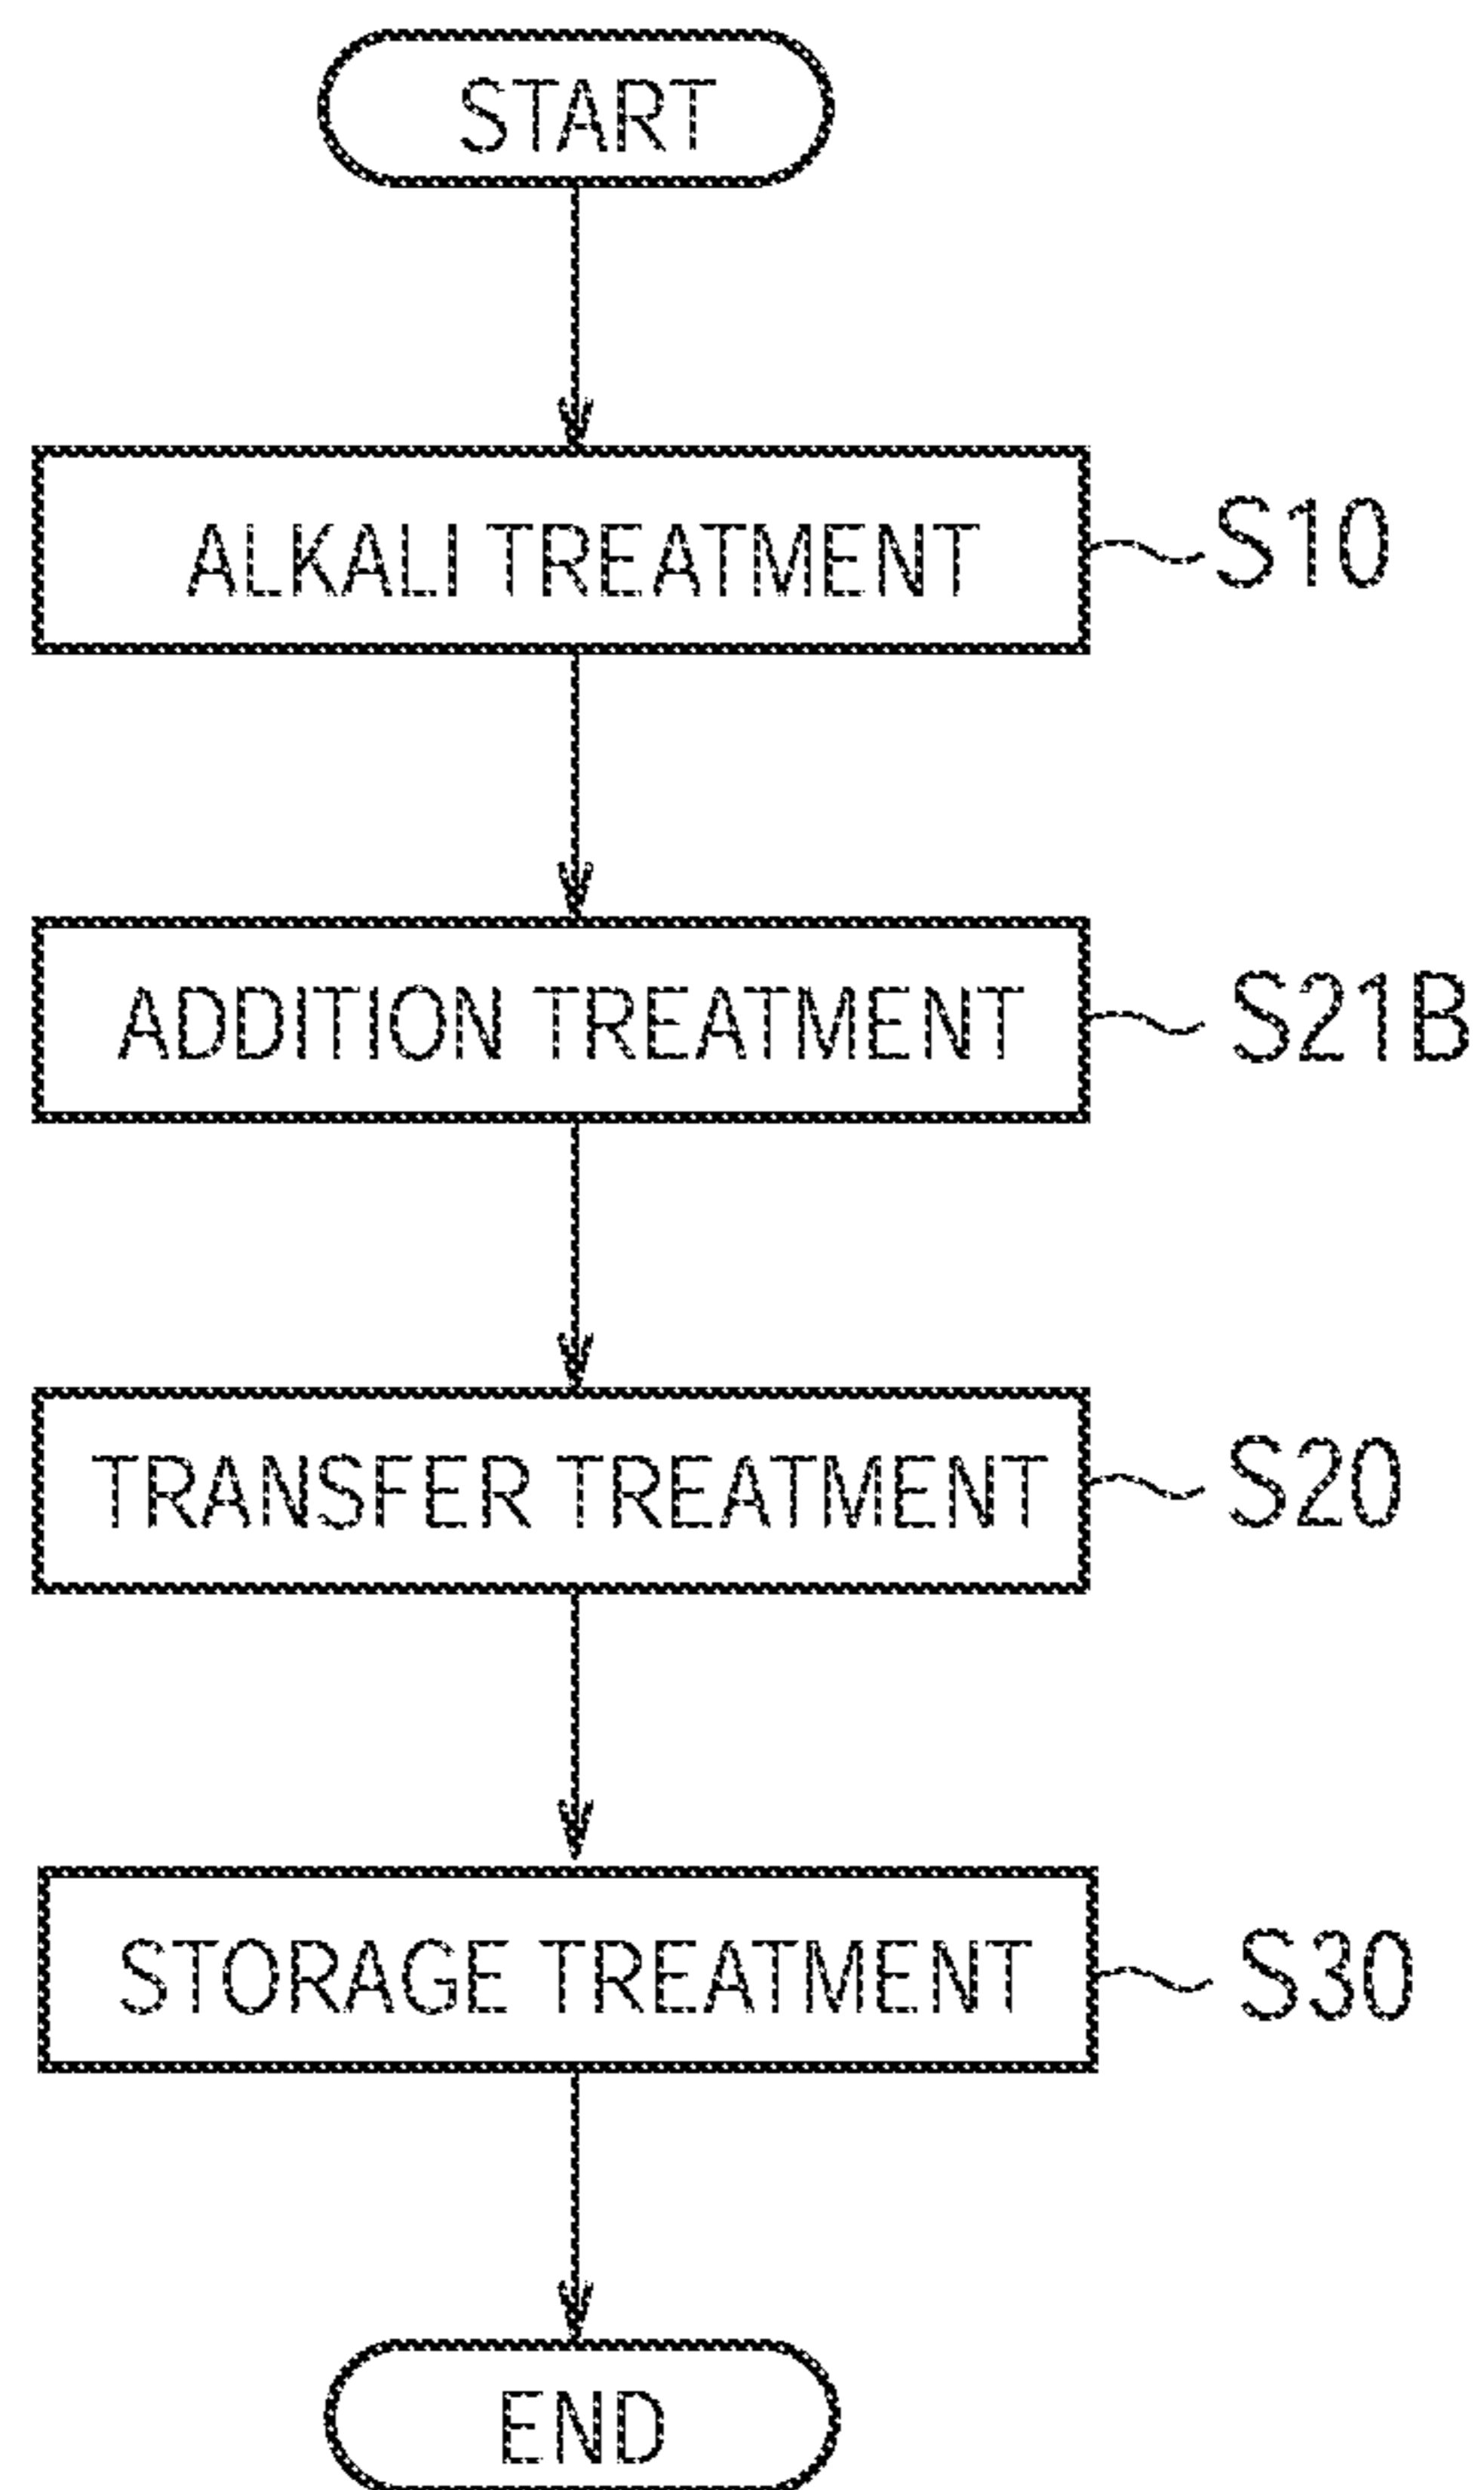 START
ALKALI TREATMENT S10
ADDITION TREATMENT S21B
TRANSFER TREATMENT S20
STORAGE TREATMENT S30
END